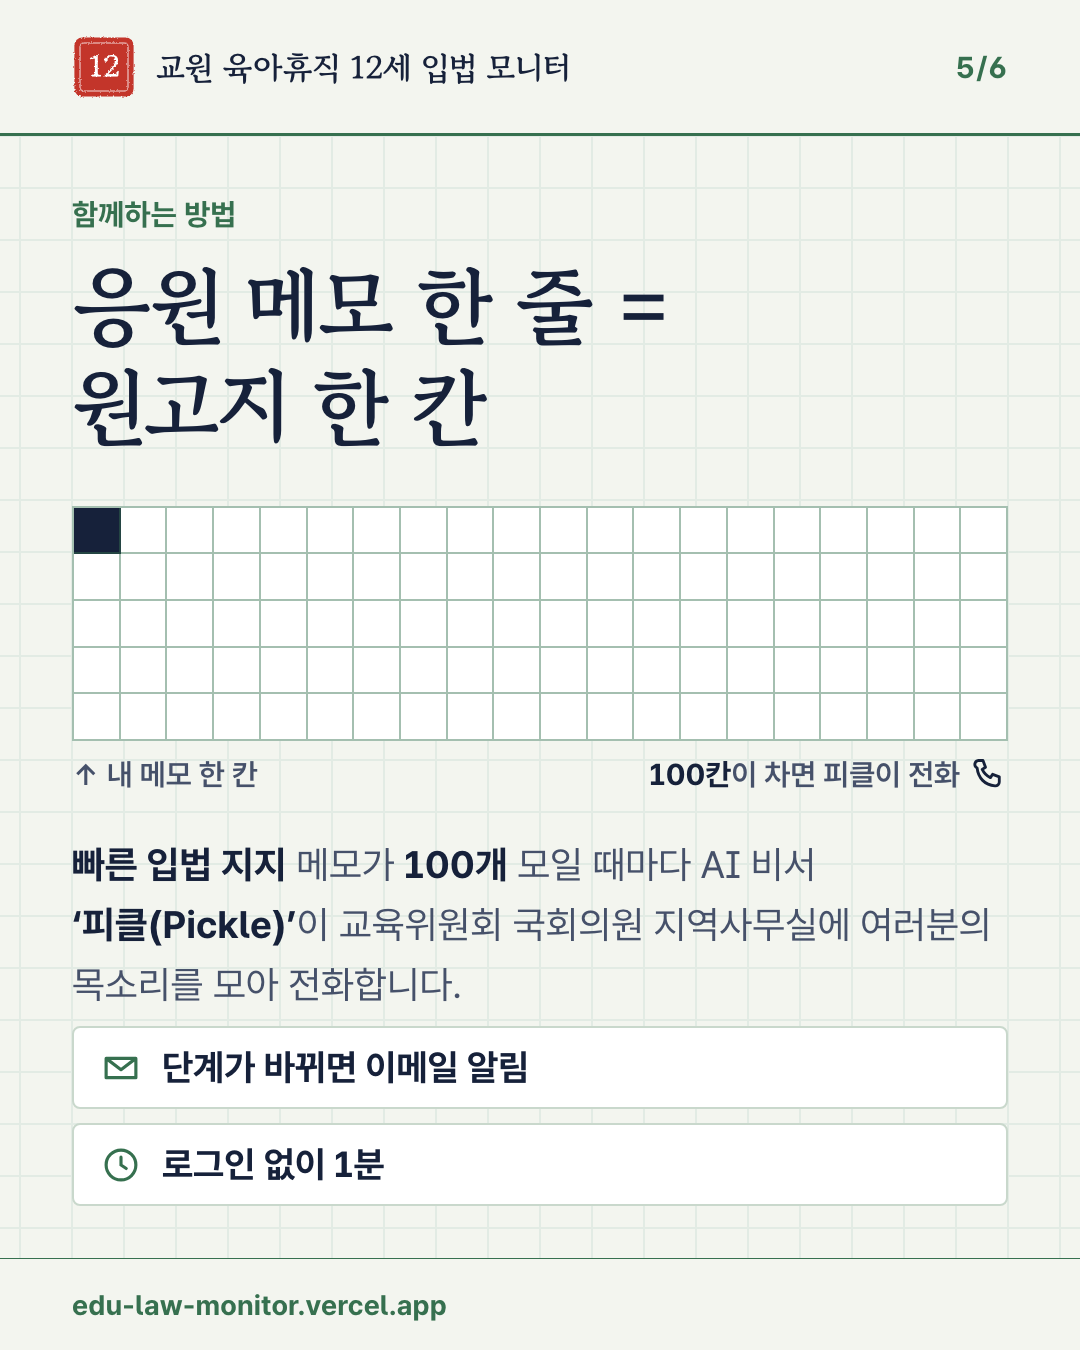 12 교원 육아휴직 12세 입법 모니터 5/6
함께하는 방법
응원 메모 한 줄 =
원고지 한 칸
↑ 내 메모 한 칸 100칸이 차면 피클이 전화
빠른 입법 지지 메모가 100개 모일 때마다 AI 비서
‘피클(Pickle)’이 교육위원회 국회의원 지역사무실에 여러분의
목소리를 모아 전화합니다.
단계가 바뀌면 이메일 알림
로그인 없이 1분
edu-law-monitor.vercel.app